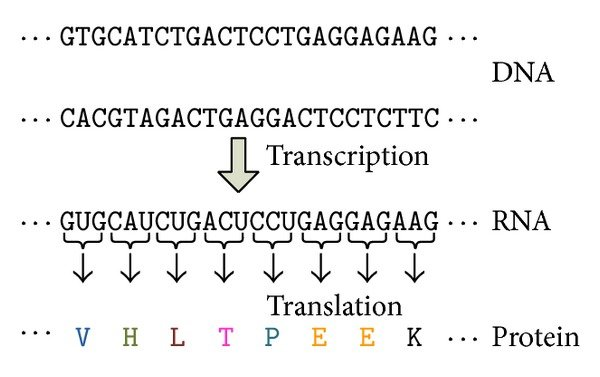 ··· GTGCATCTGACTCCTGAGGAGAAG ···
DNA
··· CACGTAGACTGAGGACTCCTCTTC ···
Transcription
··· GUGCAUCUGACUCCUGAGGAGAAG ··· RNA
Translation
··· V H L T P E E K ··· Protein